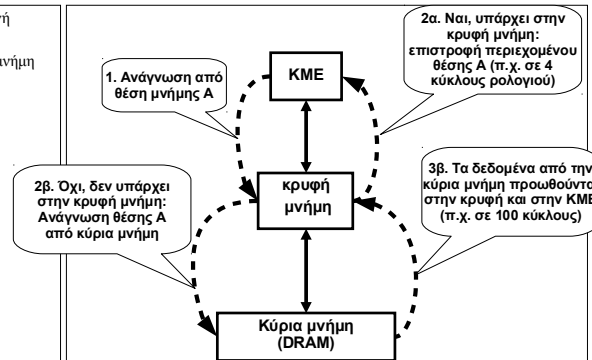 1. Ανάγνωση από
θέση μνήμης Α
ΚΜΕ
2α. Ναι, υπάρχει στην
κρυφή μνήμη:
επιστροφή περιεχομένου
θέσης Α (π.χ. σε 4
κύκλους ρολογιού)
2β. Όχι, δεν υπάρχει
στην κρυφή μνήμη:
Ανάγνωση θέσης Α
από κύρια μνήμη
κρυφή
μνήμη
3β. Τα δεδομένα από την
κύρια μνήμη προωθούνται
στην κρυφή και στην ΚΜΕ
(π.χ. σε 100 κύκλους)
Κύρια μνήμη
(DRAM)